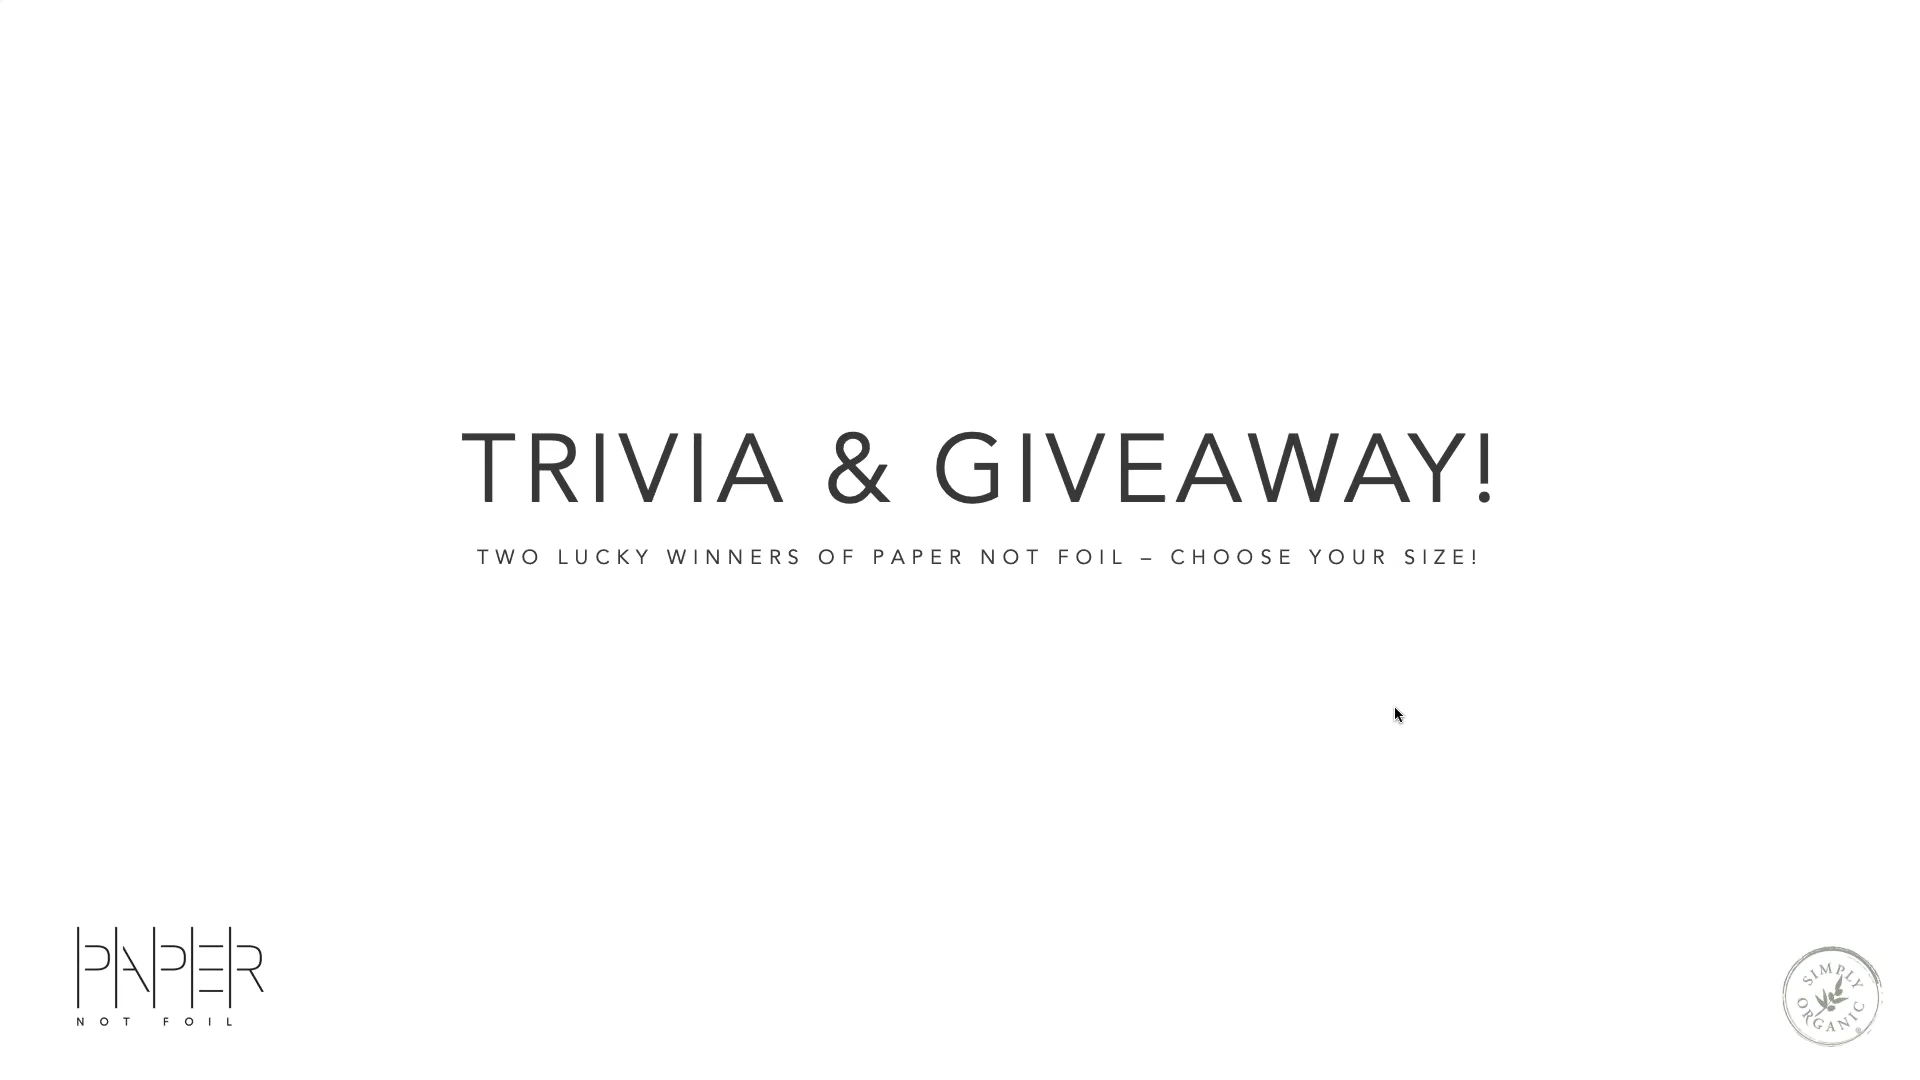 TRIVIA & GIVEAWAY!
TWO LUCKY WINNERS OF PAPER NOT FOIL – CHOOSE YOUR SIZE!
PAPER
NOT FOIL
SIMPLY
ORGANIC
®